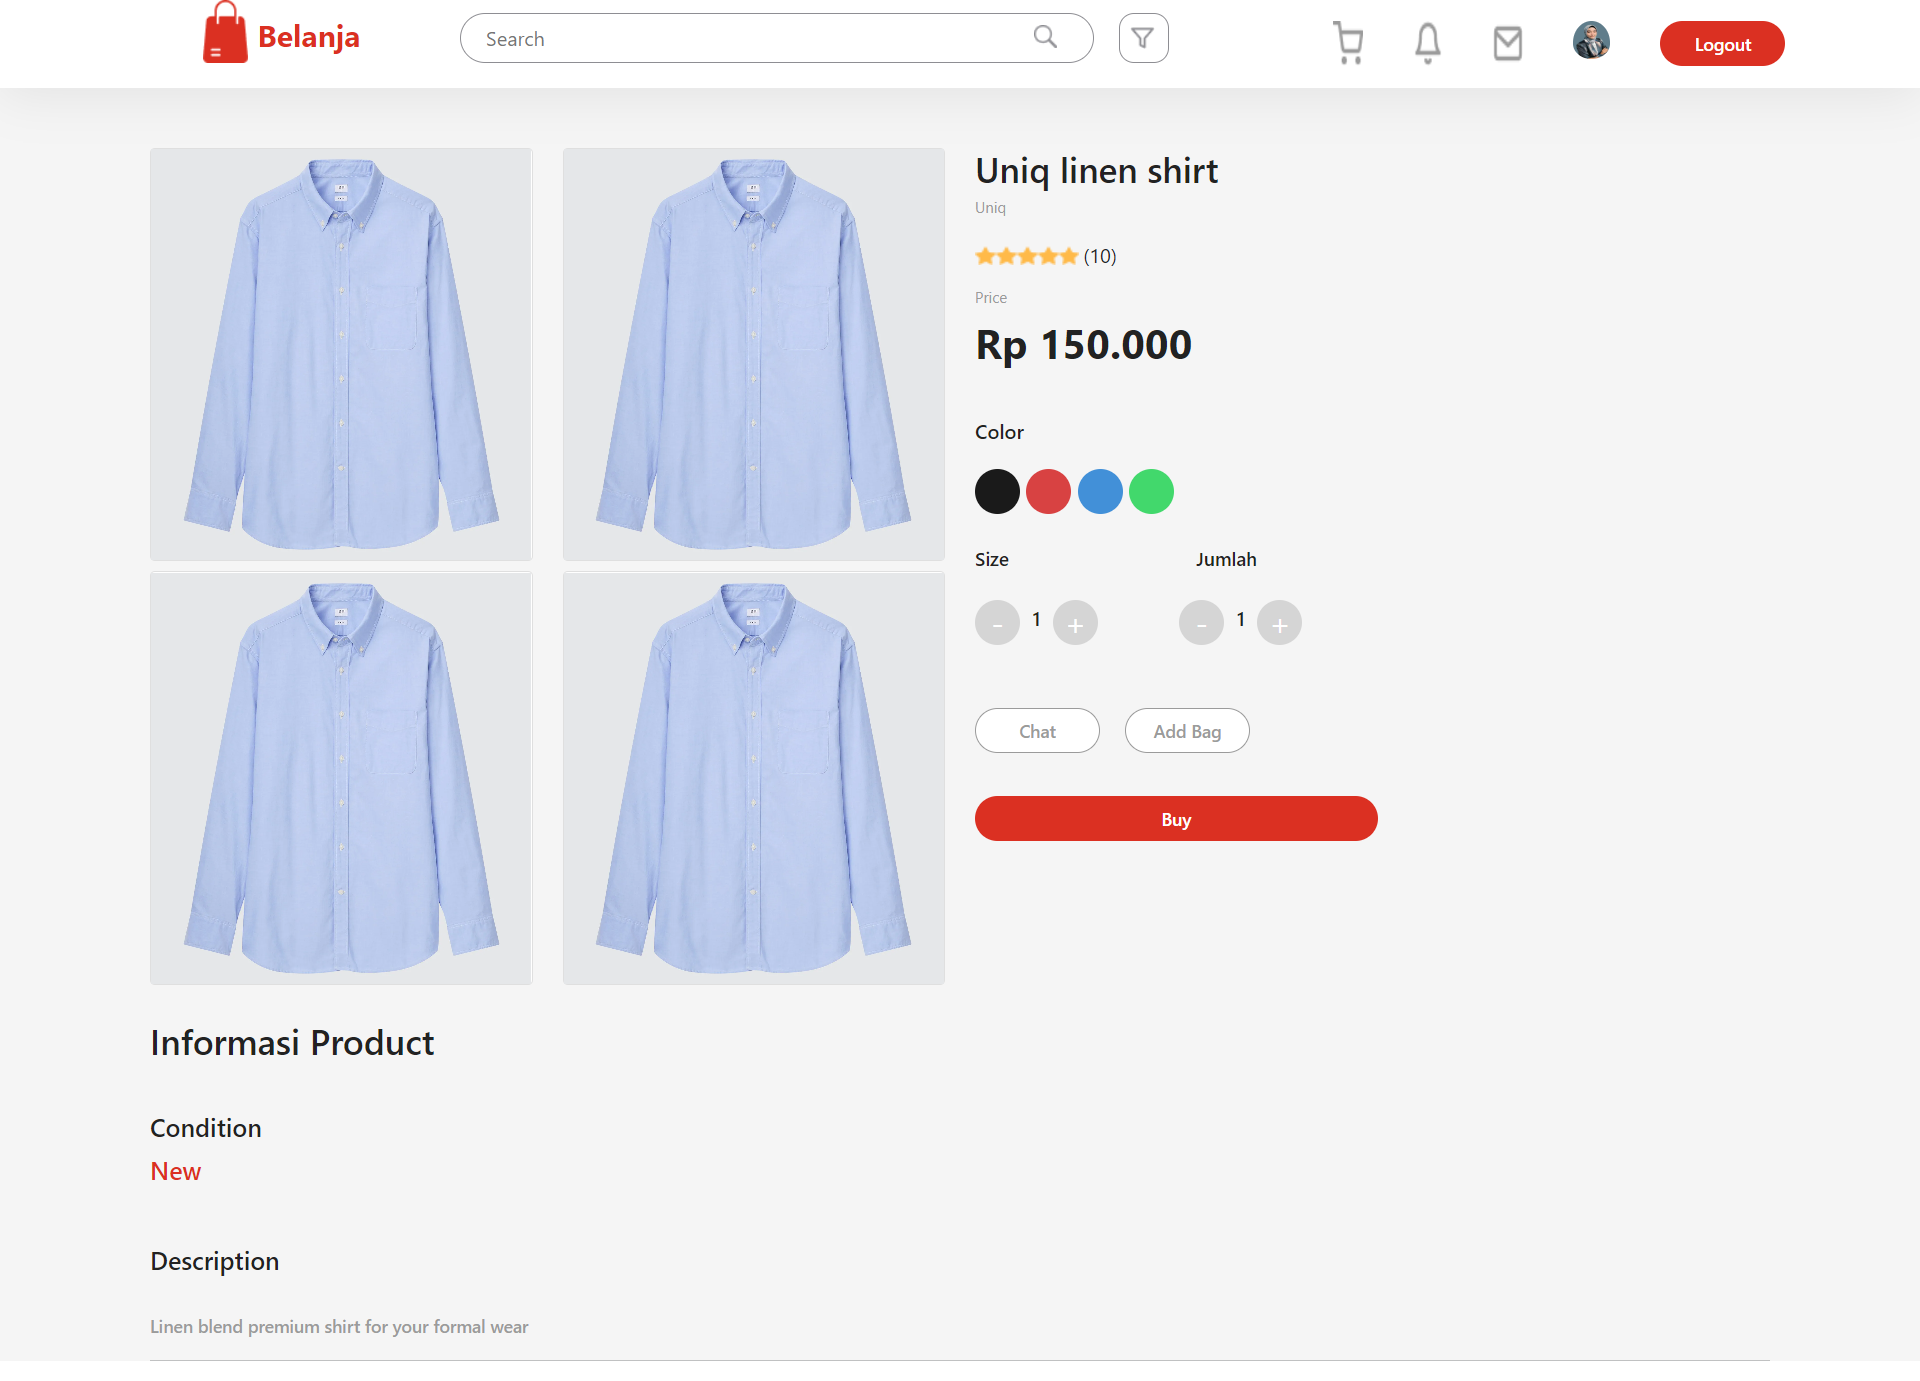 Belanja
Search
Logout
Uniq linen shirt
Uniq
(10)
Price
Rp 150.000
Color
Size Jumlah
- 1 + - 1 +
Chat Add Bag
Buy
Informasi Product
Condition
New
Description
Linen blend premium shirt for your formal wear